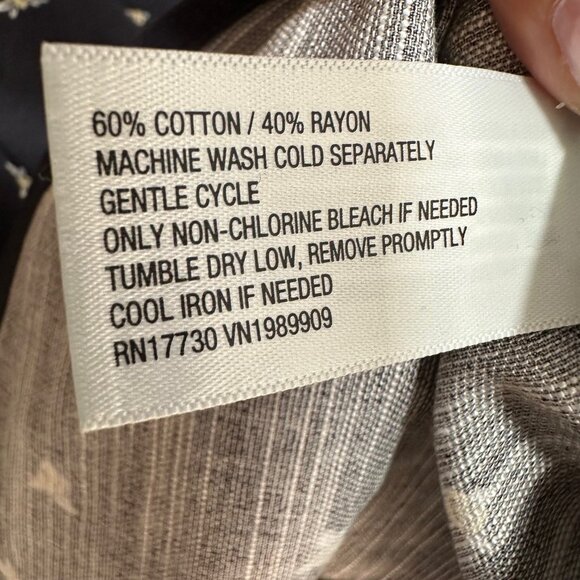 60% COTTON / 40% RAYON
MACHINE WASH COLD SEPARATELY
GENTLE CYCLE
ONLY NON-CHLORINE BLEACH IF NEEDED
TUMBLE DRY LOW, REMOVE PROMPTLY
COOL IRON IF NEEDED
RN17730 VN1989909